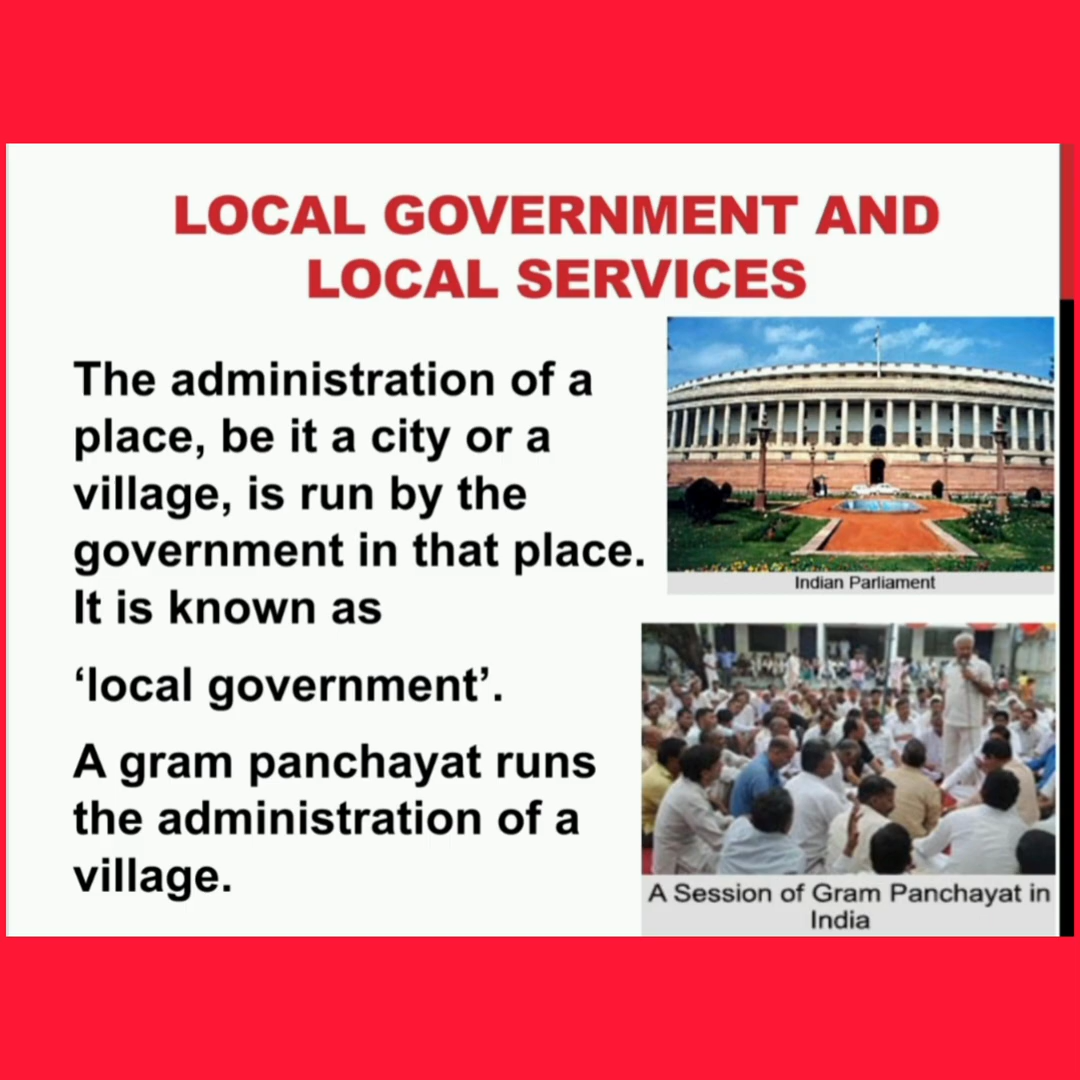 LOCAL GOVERNMENT AND
LOCAL SERVICES
The administration of a
place, be it a city or a
village, is run by the
government in that place.
It is known as
‘local government’.
A gram panchayat runs
the administration of a
village.
Indian Parliament
A Session of Gram Panchayat in
India